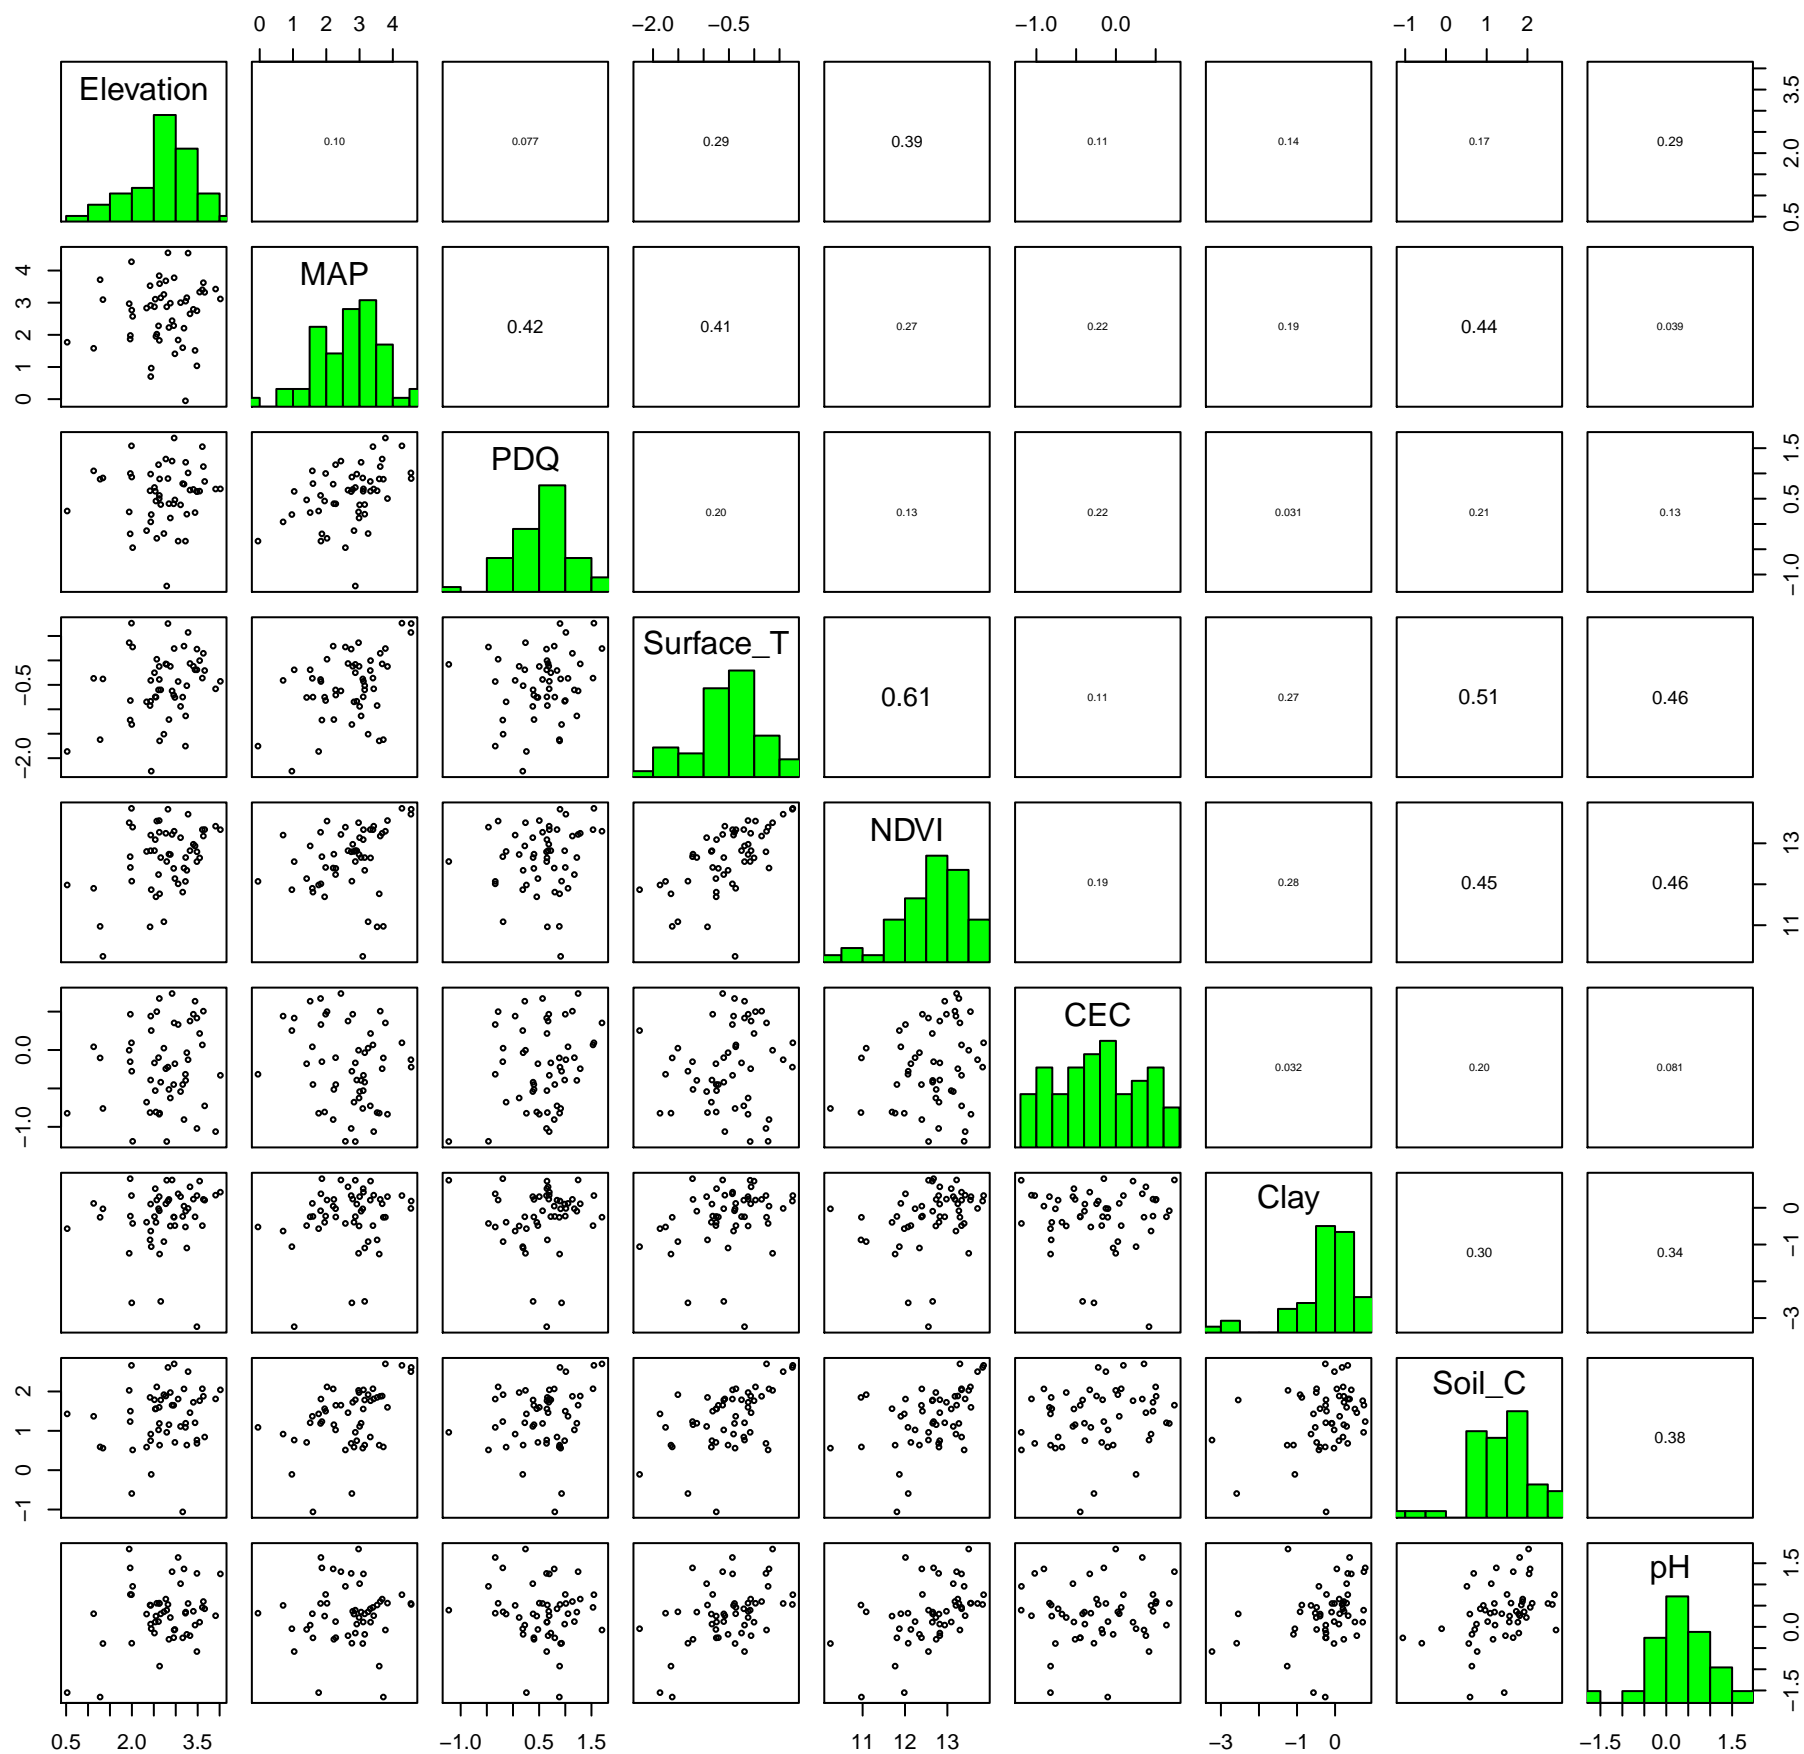 0 1 2 3 4 −2.0 −0.5 −1.0 0.0 −1 0 1 2
Elevation 0.10 0.077 0.29 0.39 0.11 0.14 0.17 0.29 0.5 2.0 3.5
0 1 2 3 4 MAP 0.42 0.41 0.27 0.22 0.19 0.44 0.039
PDQ 0.20 0.13 0.22 0.031 0.21 0.13 −1.0 0.5 1.5
−2.0 −0.5 Surface_T 0.61 0.11 0.27 0.51 0.46
NDVI 0.19 0.28 0.45 0.46 11 12 13
−1.0 0.0 CEC 0.032 0.20 0.081
Clay 0.30 0.34 −3 −1 0
−1 0 1 2 Soil_C 0.38
pH −1.5 0.0 1.5
0.5 2.0 3.5 −1.0 0.5 1.5 11 12 13 −3 −1 0 −1.5 0.0 1.5